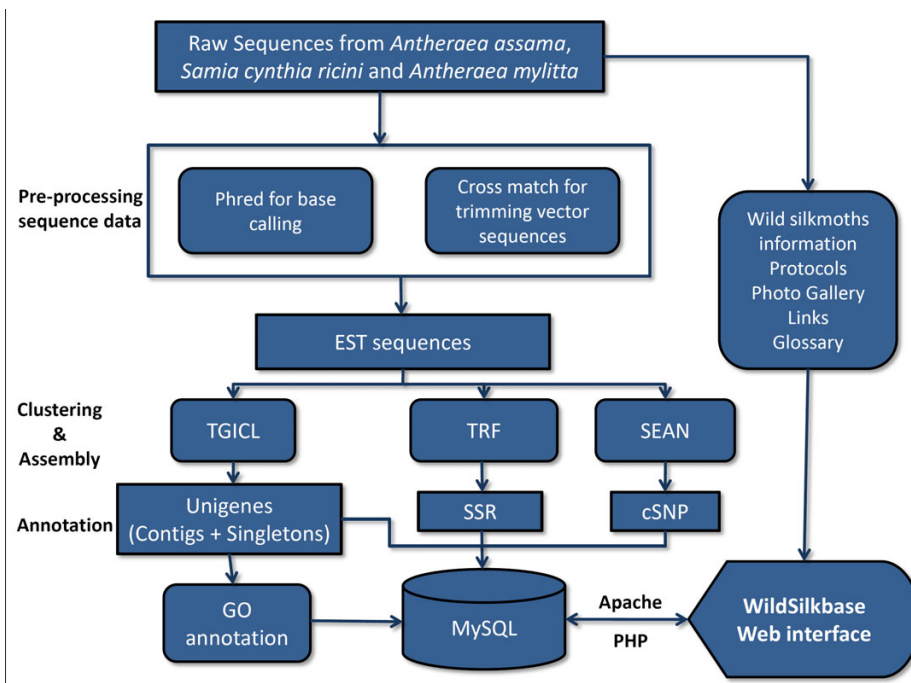 Raw Sequences from Antheraea assama,
Samia cynthia ricini and Antheraea mylitta
Pre-processing
sequence data
Phred for base
calling
Cross match for
trimming vector
sequences
Wild silkmoths
information
Protocols
Photo Gallery
Links
Glossary
EST sequences
Clustering
&
Assembly
TGICL
TRF
SEAN
Annotation
Unigenes
(Contigs + Singletons)
SSR
cSNP
GO
annotation
MySQL
Apache
PHP
WildSilkbase
Web interface